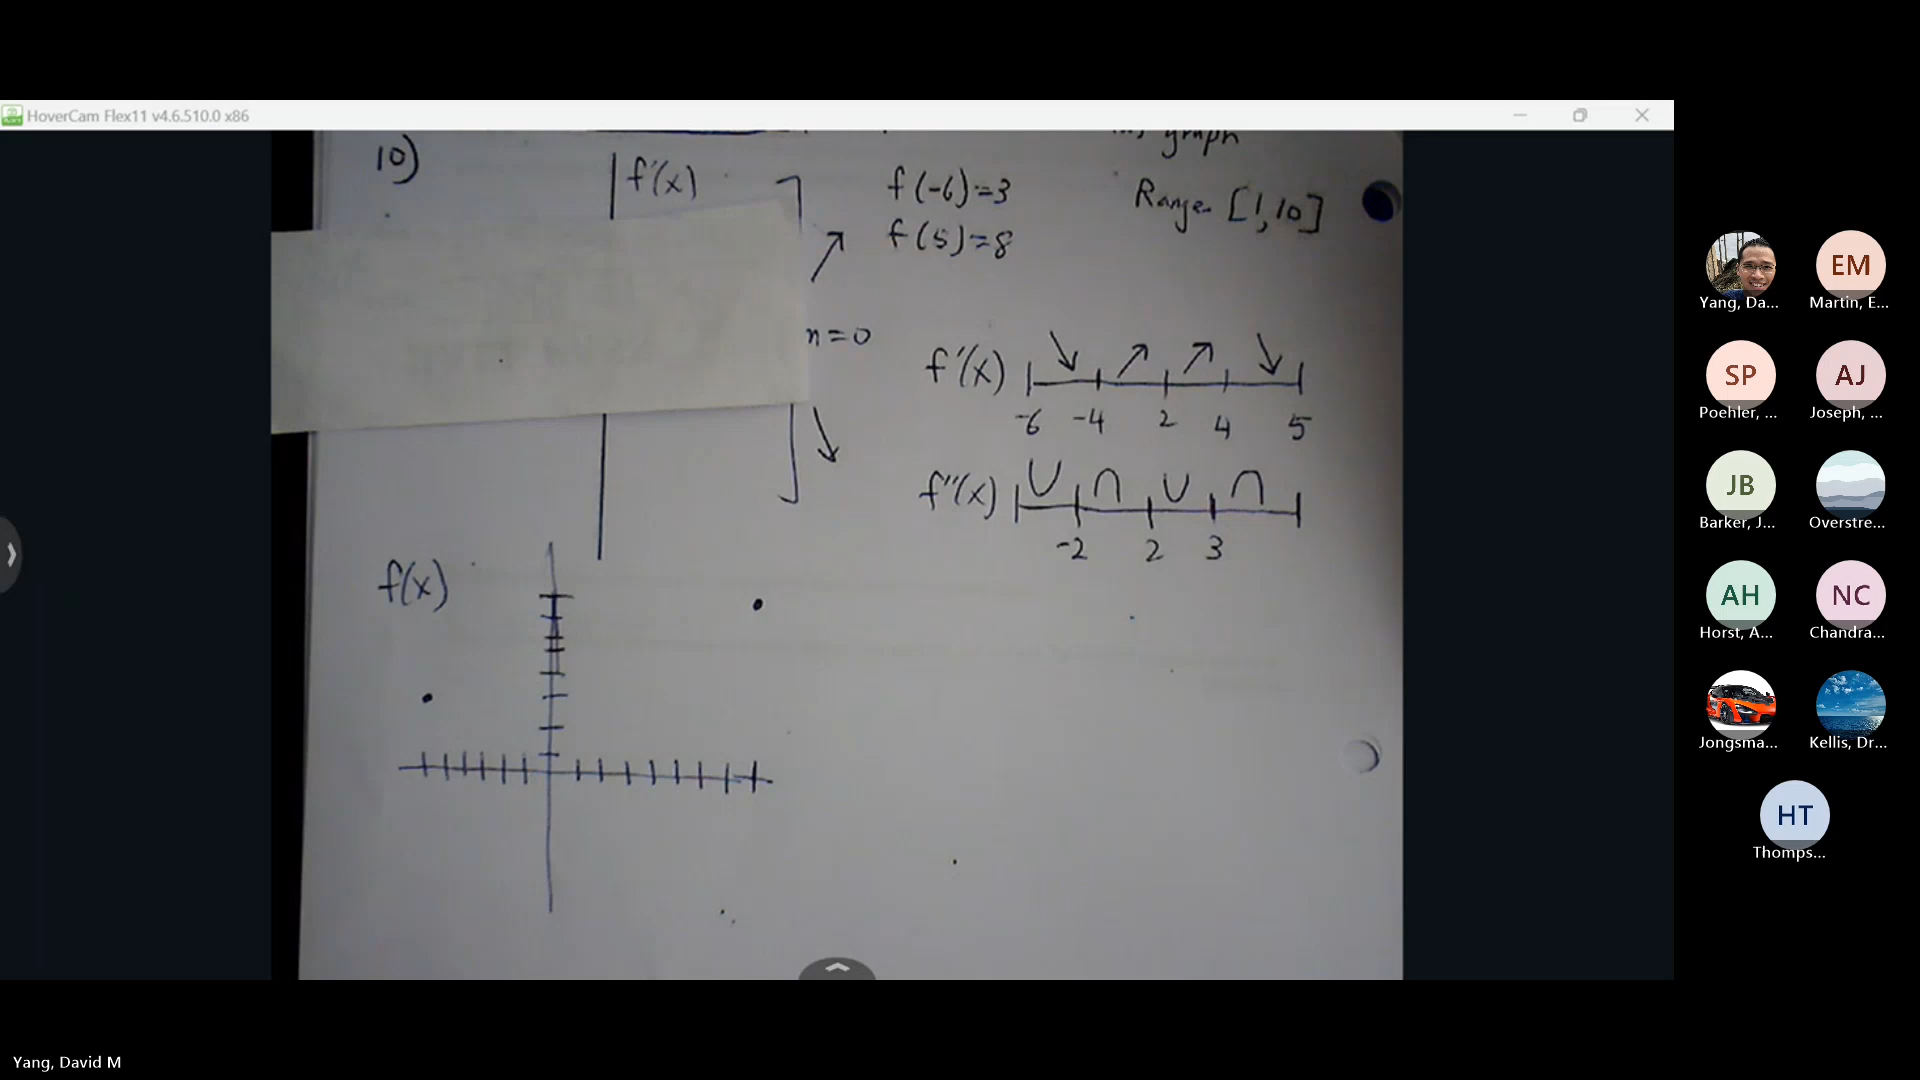 HoverCam Flex11 v4.6.510.0 x86
graph
10)
f'(x)
f(-6)=3
f(5)=8
Range [1,10]
m=0
f'(x)
-6 -4 2 4 5
f''(x)
-2 2 3
f(x)
Yang, Da...
EM
Martin, E...
SP
Poehler, ...
AJ
Joseph, ...
JB
Barker, J...
Overstre...
AH
Horst, A...
NC
Chandra...
Jongsma...
Kellis, Dr...
HT
Thomps...
Yang, David M